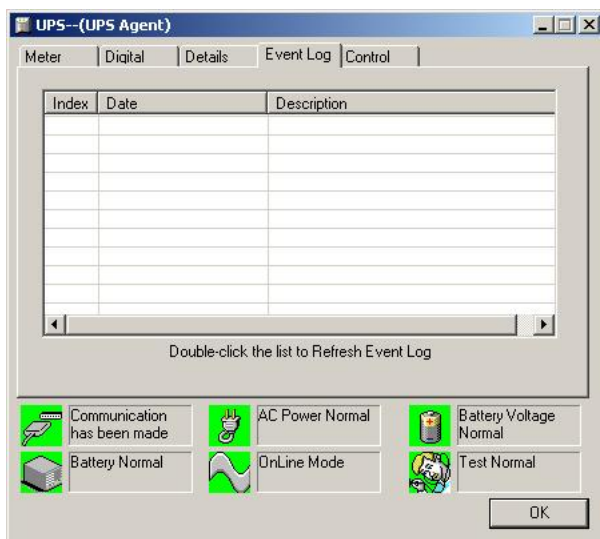 UPS--(UPS Agent)
Meter Digital Details Event Log Control
Index Date Description
Double-click the list to Refresh Event Log
Communication has been made
AC Power Normal
Battery Voltage Normal
Battery Normal
OnLine Mode
Test Normal
OK